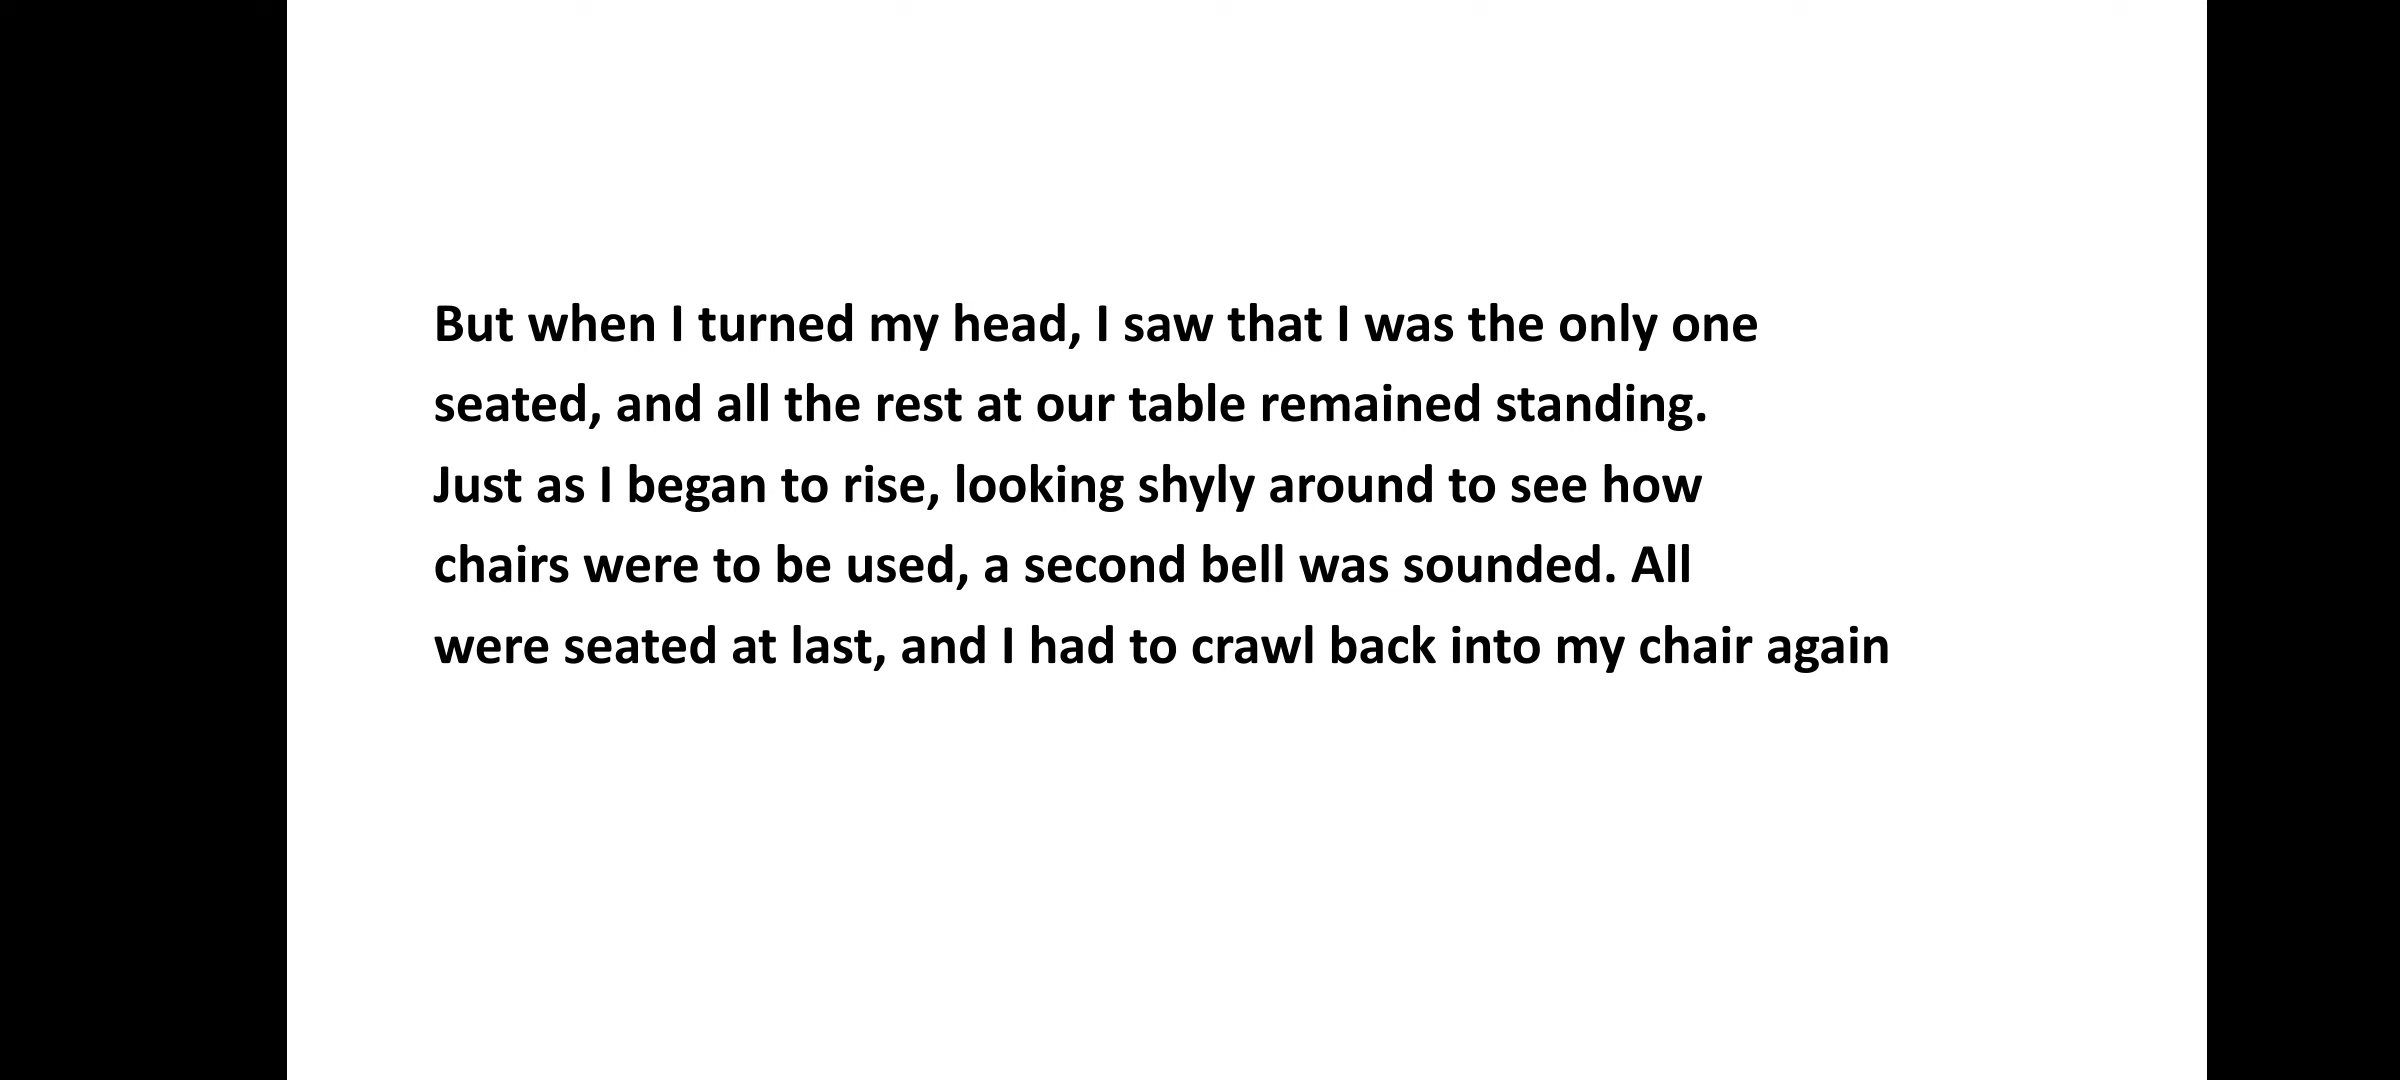 But when I turned my head, I saw that I was the only one
seated, and all the rest at our table remained standing.
Just as I began to rise, looking shyly around to see how
chairs were to be used, a second bell was sounded. All
were seated at last, and I had to crawl back into my chair again